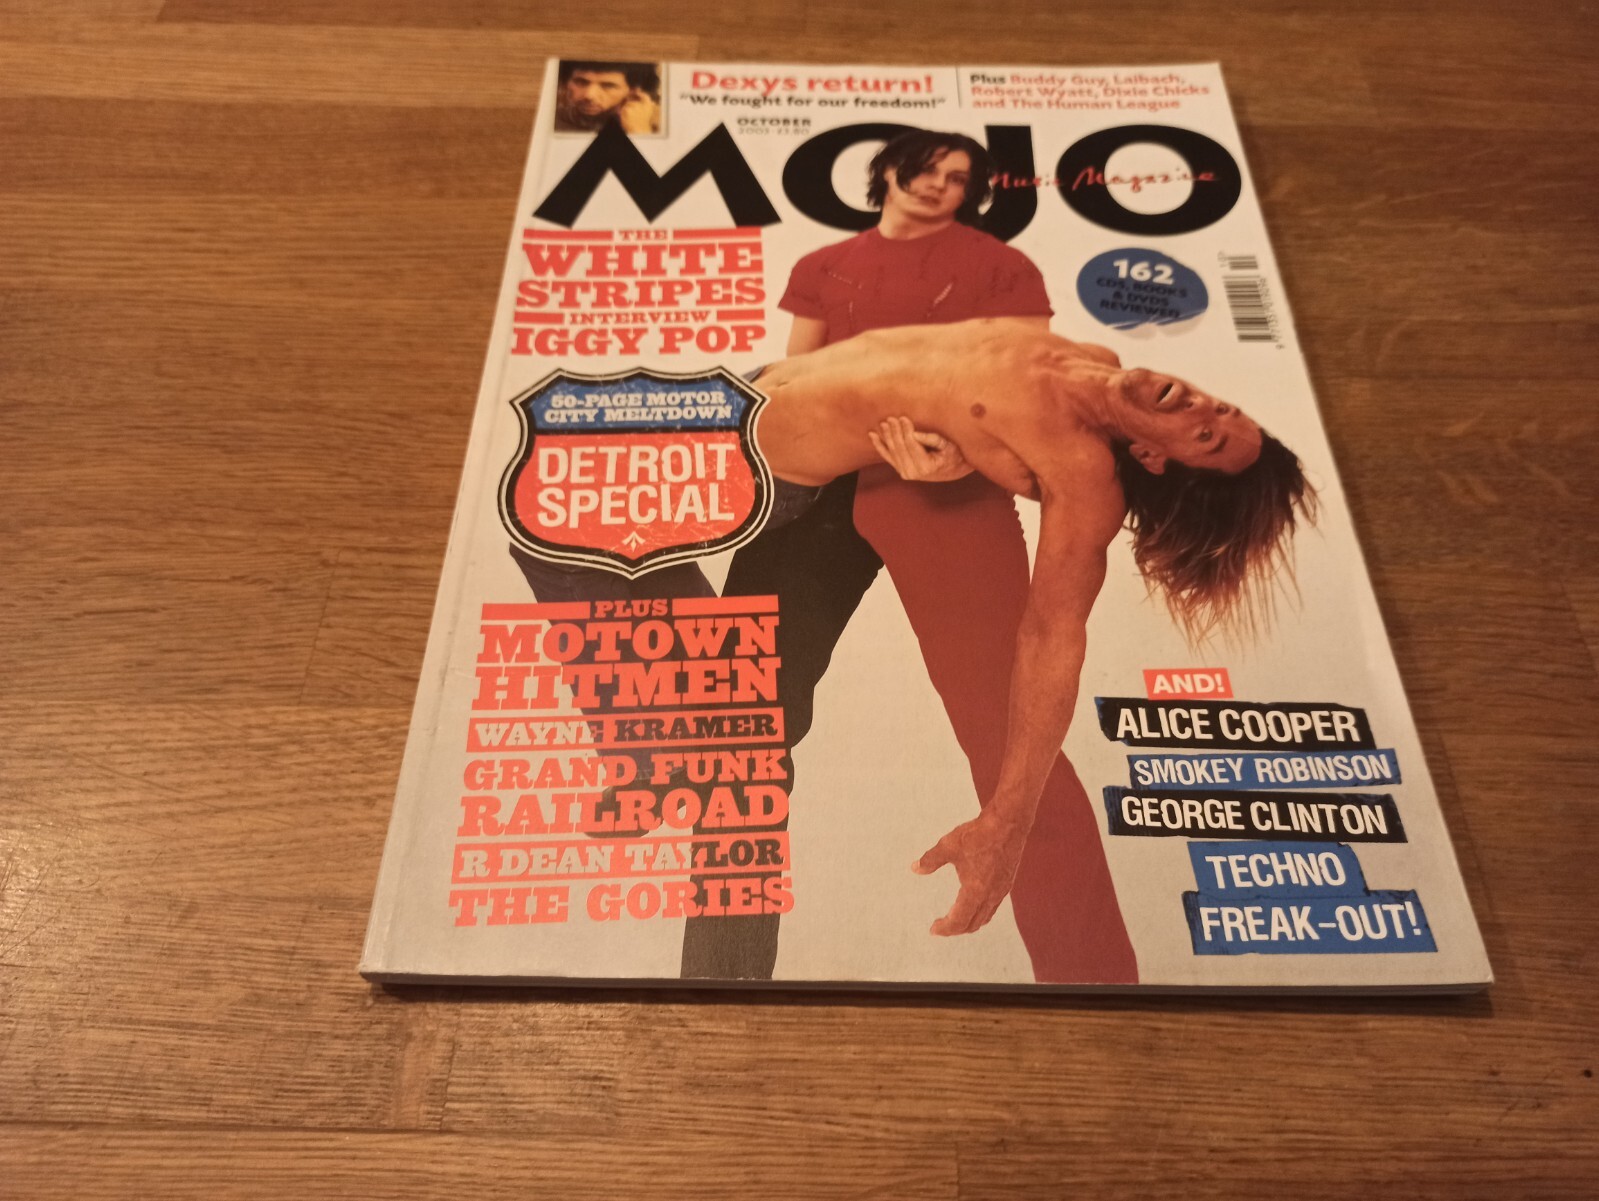 Dexys return!
"We fought for our freedom!"
Plus Buddy Guy, Laibach,
Robert Wyatt, Dixie Chicks
and The Human League
OCTOBER
2003 · £3.80
MOJO
Music Magazine
THE
WHITE
STRIPES
INTERVIEW
IGGY POP
162
CDS, BOOKS
& DVDS
REVIEWED
50-PAGE MOTOR
CITY MELTDOWN
DETROIT
SPECIAL
PLUS
MOTOWN
HITMEN
WAYNE KRAMER
GRAND FUNK
RAILROAD
R DEAN TAYLOR
THE GORIES
AND!
ALICE COOPER
SMOKEY ROBINSON
GEORGE CLINTON
TECHNO
FREAK-OUT!